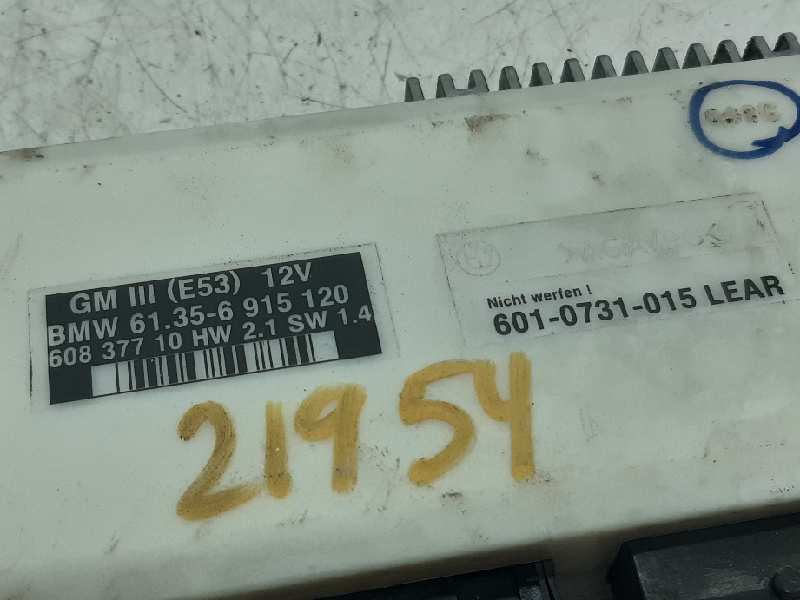 GM III (E53) 12V
BMW 61.35-6 915 120
608 377 10 HW 2.1 SW 1.4
Nicht werfen !
601-0731-015 LEAR
21954